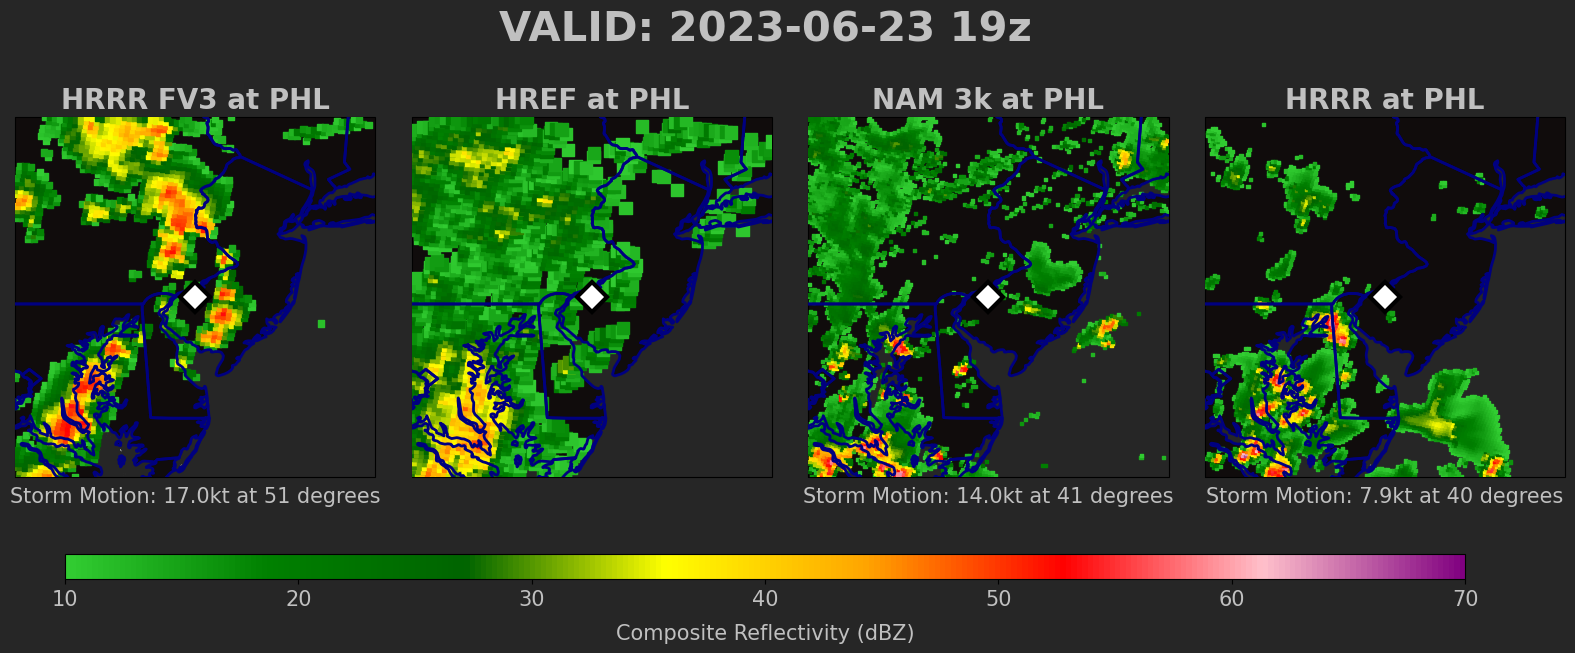 VALID: 2023-06-23 19z
HRRR FV3 at PHL
HREF at PHL
NAM 3k at PHL
HRRR at PHL
Storm Motion: 17.0kt at 51 degrees
Storm Motion: 14.0kt at 41 degrees
Storm Motion: 7.9kt at 40 degrees
10 20 30 40 50 60 70
Composite Reflectivity (dBZ)